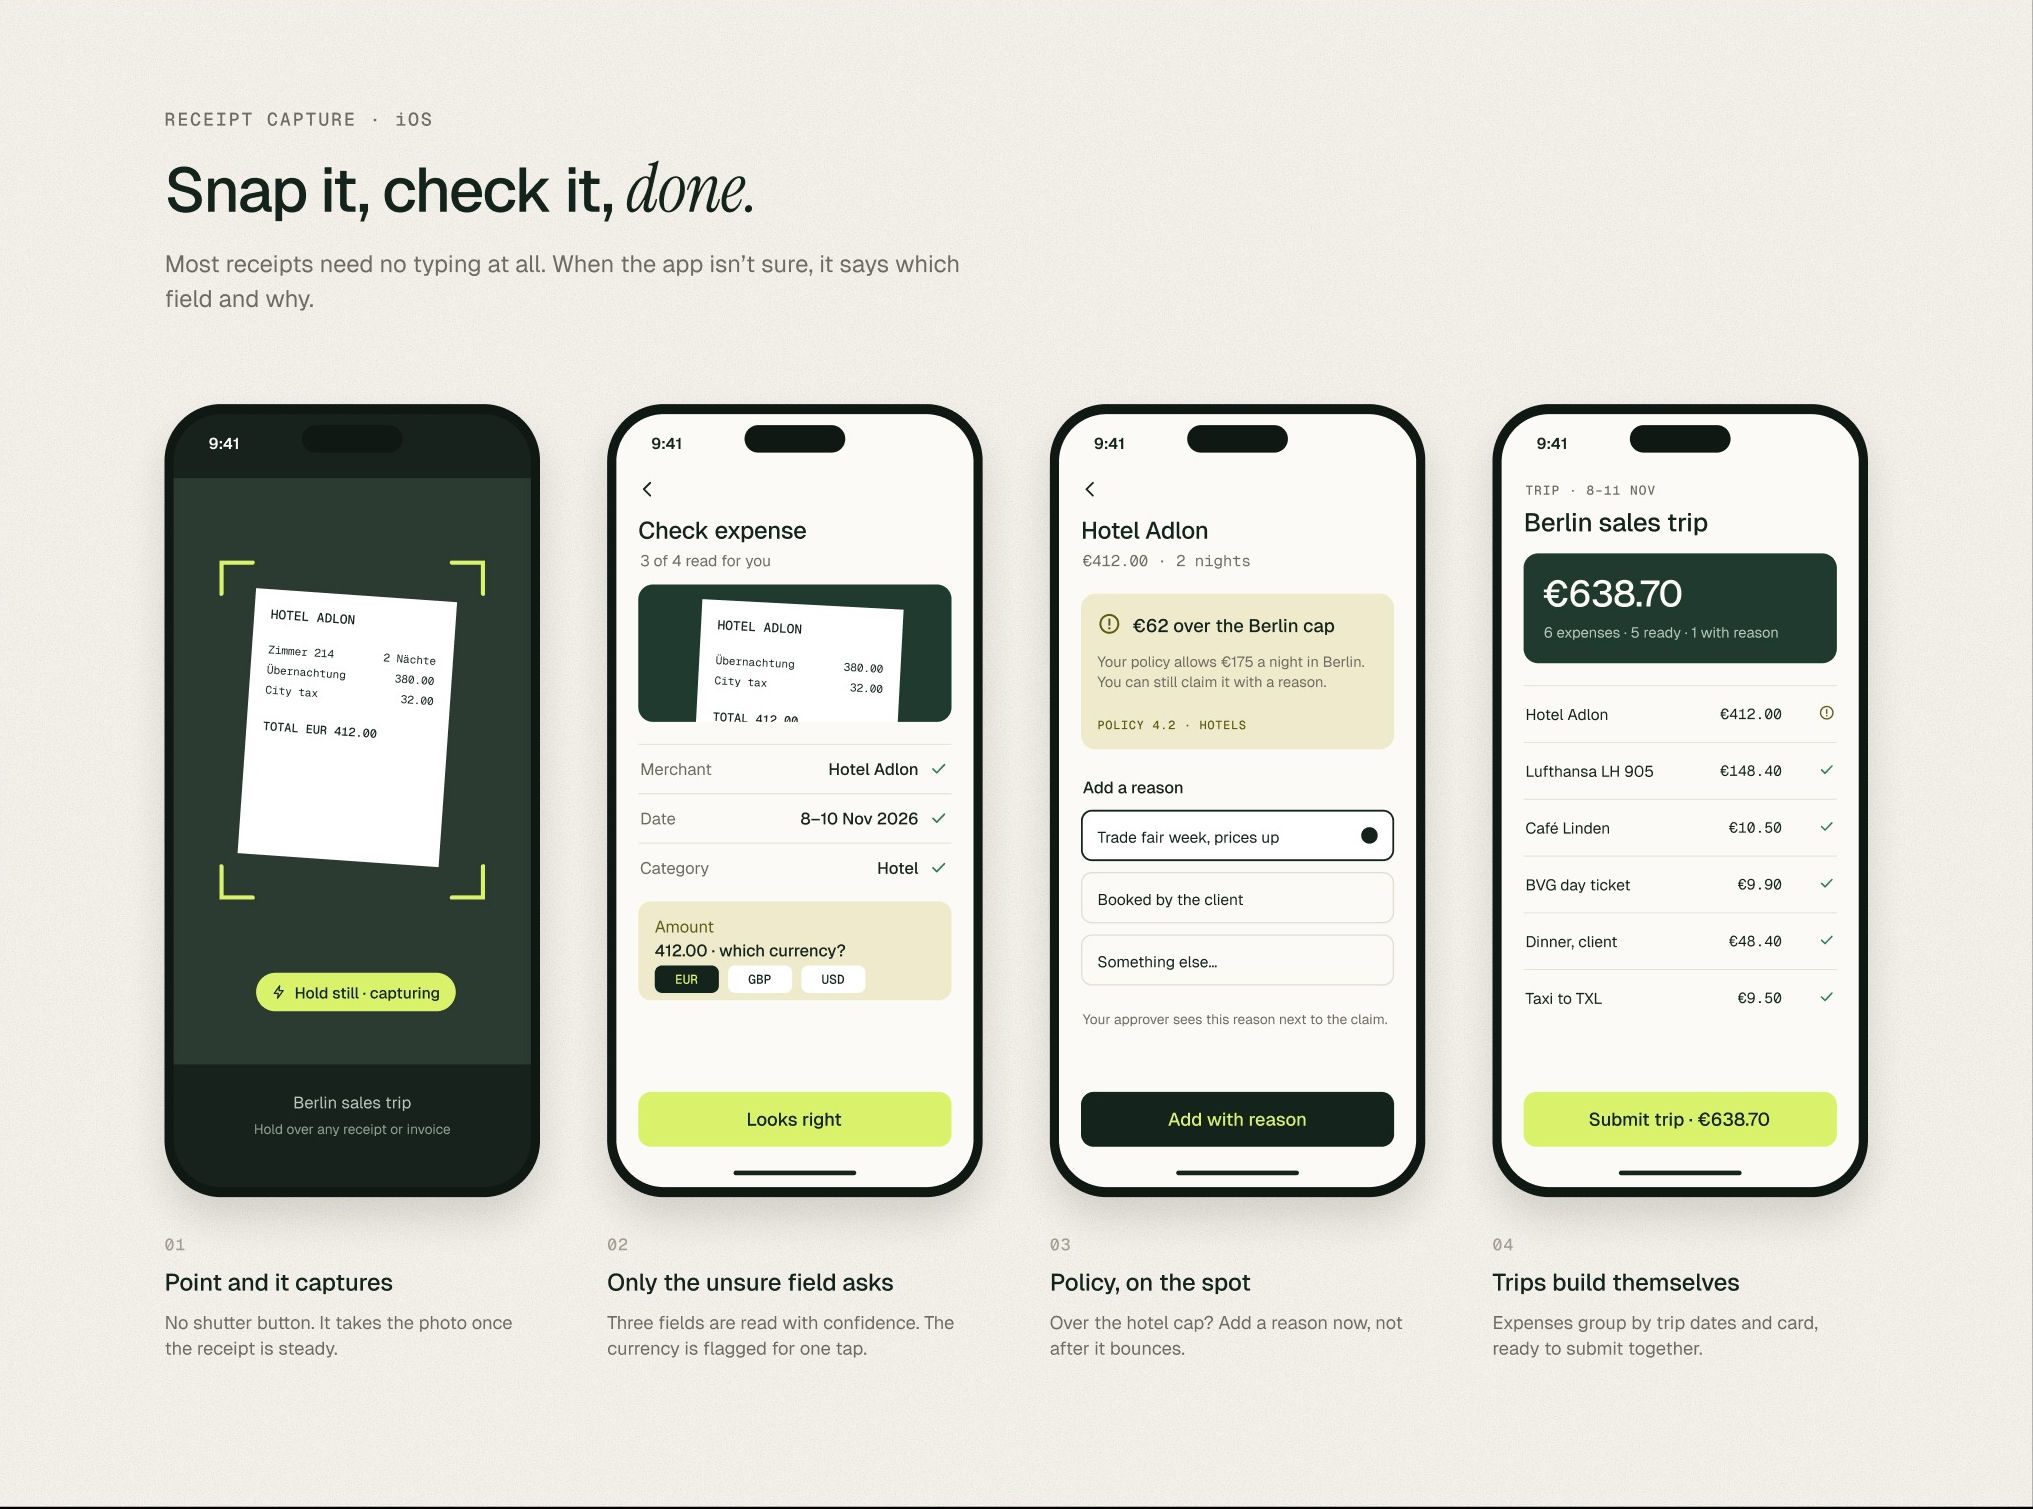 RECEIPT CAPTURE · iOS
Snap it, check it, done.
Most receipts need no typing at all. When the app isn’t sure, it says which
field and why.
9:41
HOTEL ADLON
Zimmer 214 2 Nächte
Übernachtung 380.00
City tax 32.00
TOTAL EUR 412.00
Hold still · capturing
Berlin sales trip
Hold over any receipt or invoice
01
Point and it captures
No shutter button. It takes the photo once
the receipt is steady.
9:41
Check expense
3 of 4 read for you
HOTEL ADLON
Übernachtung 380.00
City tax 32.00
TOTAL 412.00
Merchant Hotel Adlon
Date 8–10 Nov 2026
Category Hotel
Amount
412.00 · which currency?
EUR GBP USD
Looks right
02
Only the unsure field asks
Three fields are read with confidence. The
currency is flagged for one tap.
9:41
Hotel Adlon
€412.00 · 2 nights
€62 over the Berlin cap
Your policy allows €175 a night in Berlin.
You can still claim it with a reason.
POLICY 4.2 · HOTELS
Add a reason
Trade fair week, prices up
Booked by the client
Something else…
Your approver sees this reason next to the claim.
Add with reason
03
Policy, on the spot
Over the hotel cap? Add a reason now, not
after it bounces.
9:41
TRIP · 8–11 NOV
Berlin sales trip
€638.70
6 expenses · 5 ready · 1 with reason
Hotel Adlon €412.00
Lufthansa LH 905 €148.40
Café Linden €10.50
BVG day ticket €9.90
Dinner, client €48.40
Taxi to TXL €9.50
Submit trip · €638.70
04
Trips build themselves
Expenses group by trip dates and card,
ready to submit together.